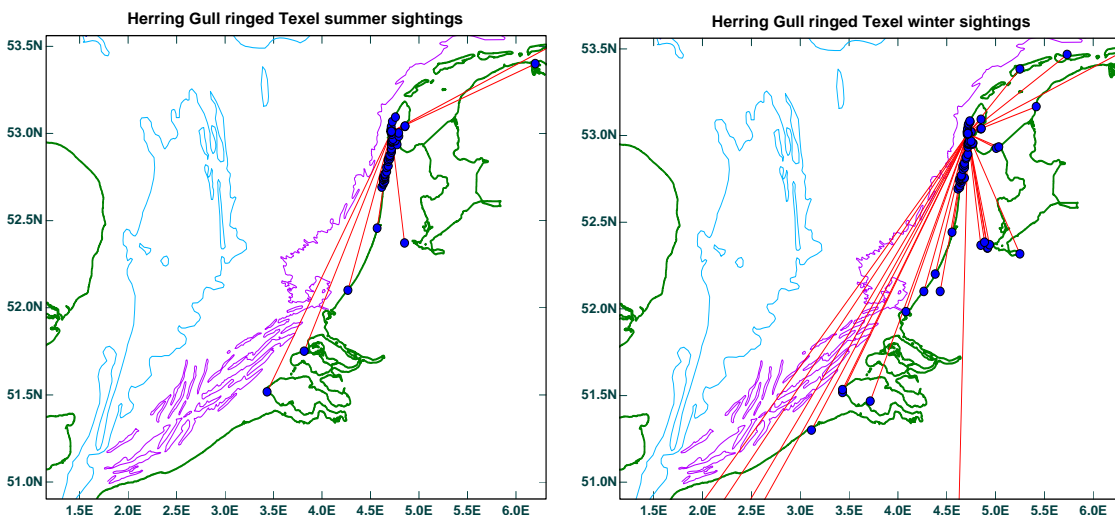 Herring Gull ringed Texel summer sightings
53.5N
53.0N
52.5N
52.0N
51.5N
51.0N
1.5E 2.0E 2.5E 3.0E 3.5E 4.0E 4.5E 5.0E 5.5E 6.0E
Herring Gull ringed Texel winter sightings
53.5N
53.0N
52.5N
52.0N
51.5N
51.0N
1.5E 2.0E 2.5E 3.0E 3.5E 4.0E 4.5E 5.0E 5.5E 6.0E